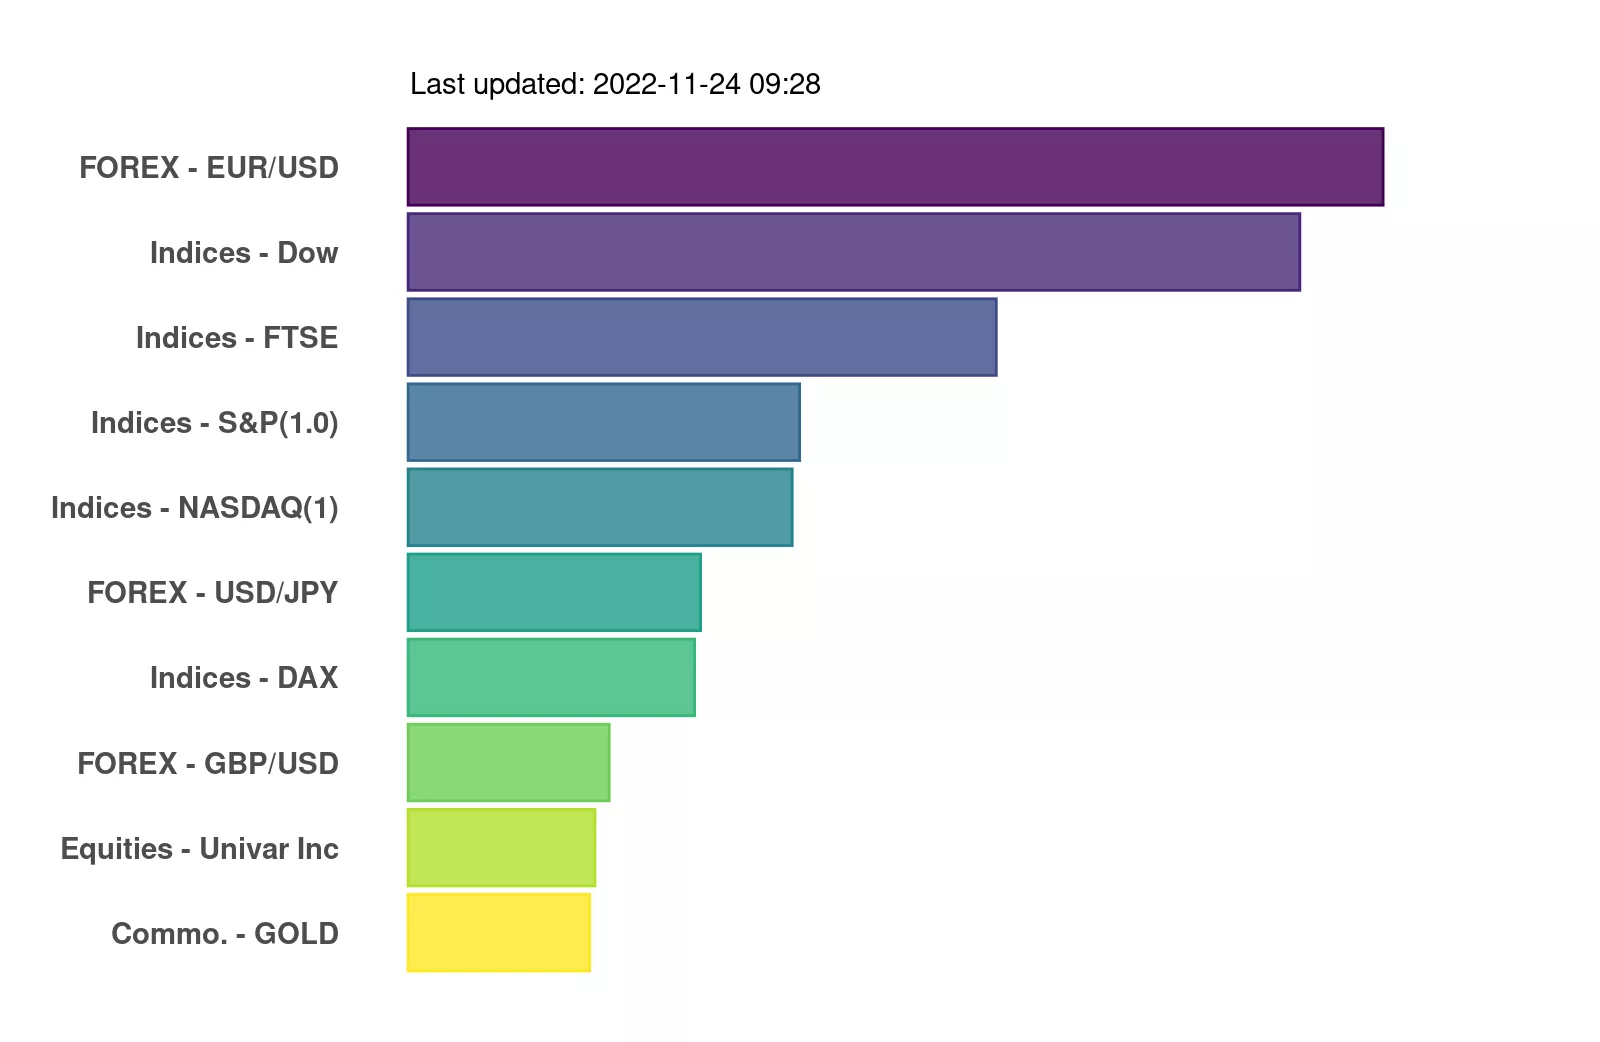 Last updated: 2022-11-24 09:28
FOREX - EUR/USD
Indices - Dow
Indices - FTSE
Indices - S&P(1.0)
Indices - NASDAQ(1)
FOREX - USD/JPY
Indices - DAX
FOREX - GBP/USD
Equities - Univar Inc
Commo. - GOLD